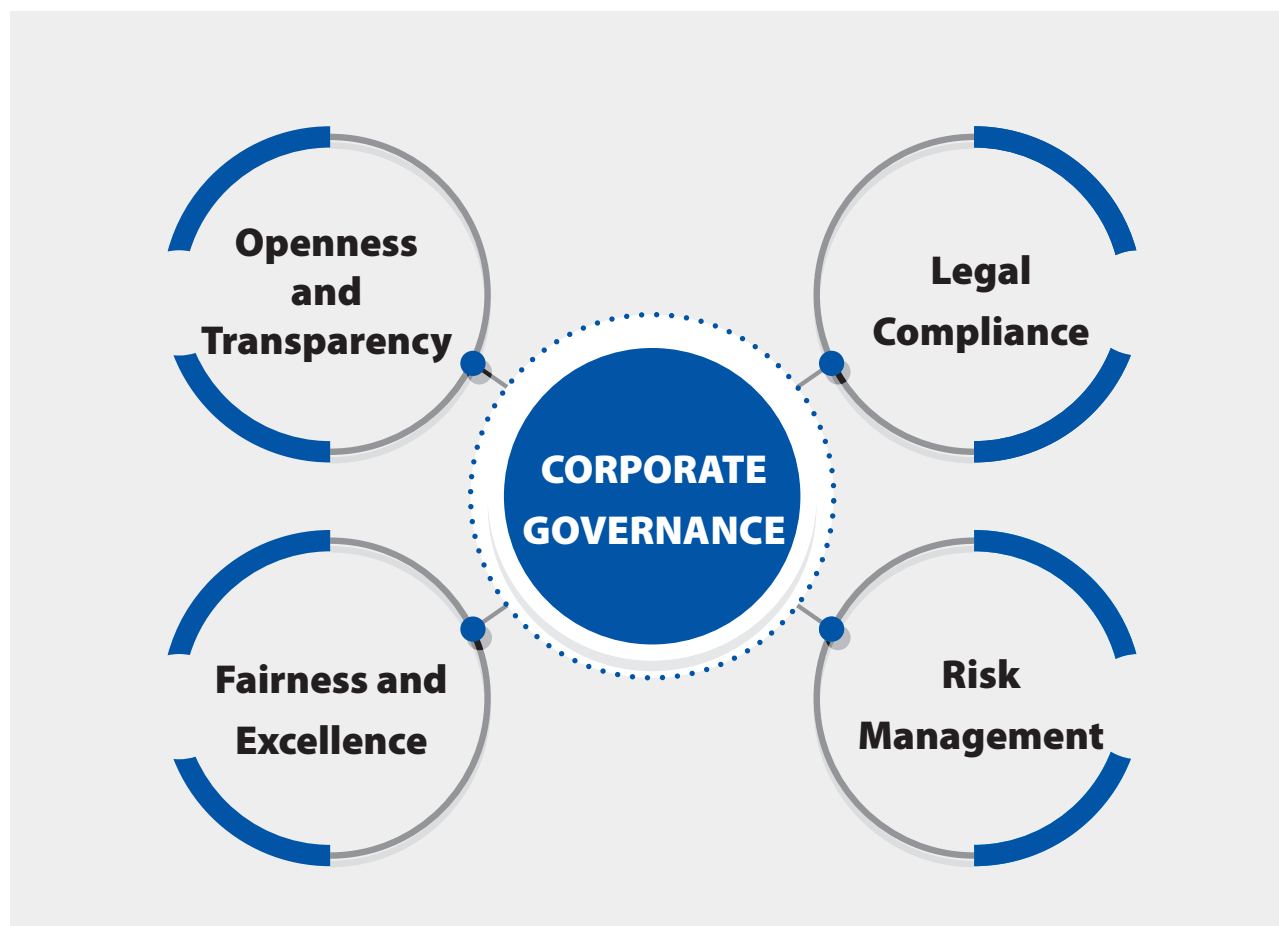 Openness
and
Transparency
Legal
Compliance
CORPORATE
GOVERNANCE
Fairness and
Excellence
Risk
Management